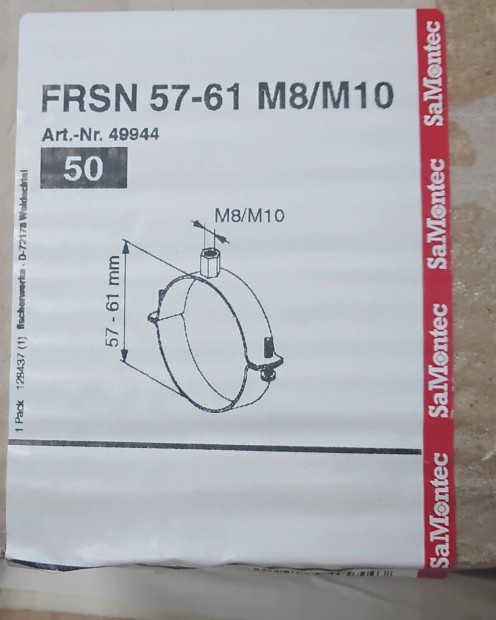 FRSN 57-61 M8/M10
Art.-Nr. 49944
50
M8/M10
57 - 61 mm
1 Pack 128437 (1) fischerwerke · D-72178 Waldachtal
SaMontec
SaMontec
SaMontec
SaMontec